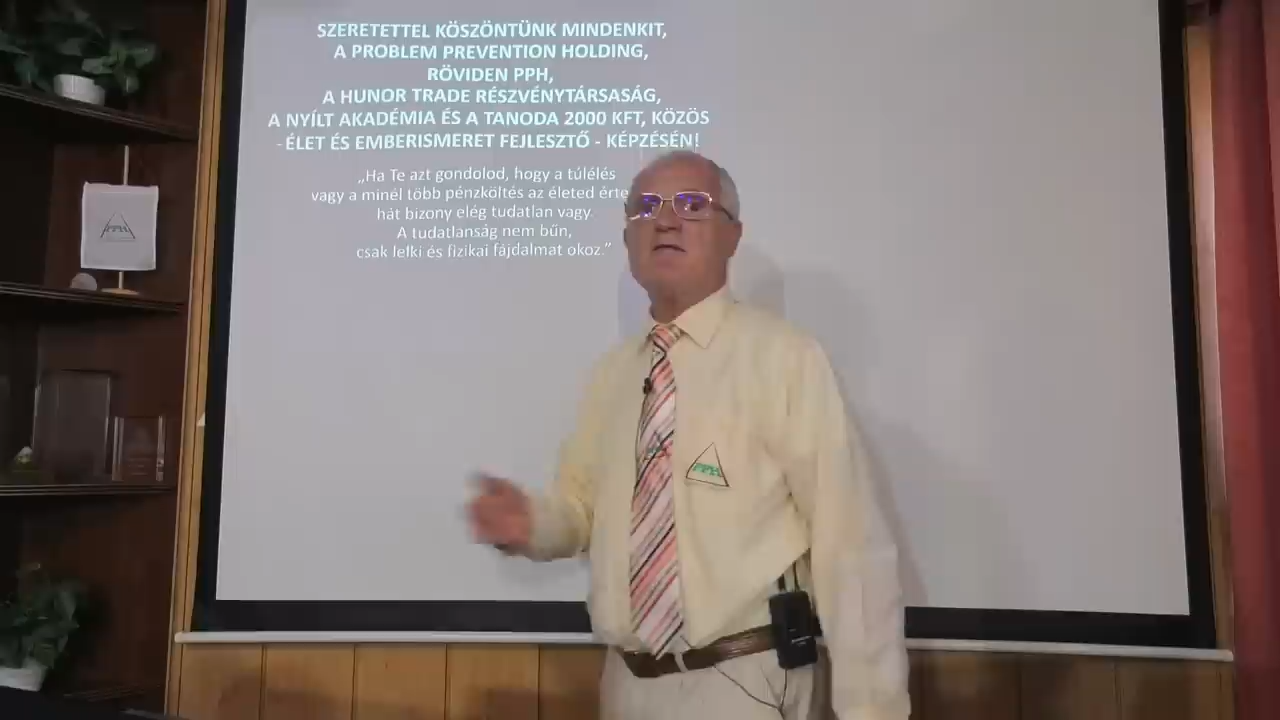 SZERETETTEL KÖSZÖNTÜNK MINDENKIT,
A PROBLEM PREVENTION HOLDING,
RÖVIDEN PPH,
A HUNOR TRADE RÉSZVÉNYTÁRSASÁG,
A NYÍLT AKADÉMIA ÉS A TANODA 2000 KFT, KÖZÖS
- ÉLET ÉS EMBERISMERET FEJLESZTŐ - KÉPZÉSÉN!
„Ha Te azt gondolod, hogy a túlélés
vagy a minél több pénzköltés az életed
hát bizony elég tudatlan vagy.
A tudatlanság nem bűn,
csak lelki és fizikai fájdalmat okoz.”
PPH
PPH